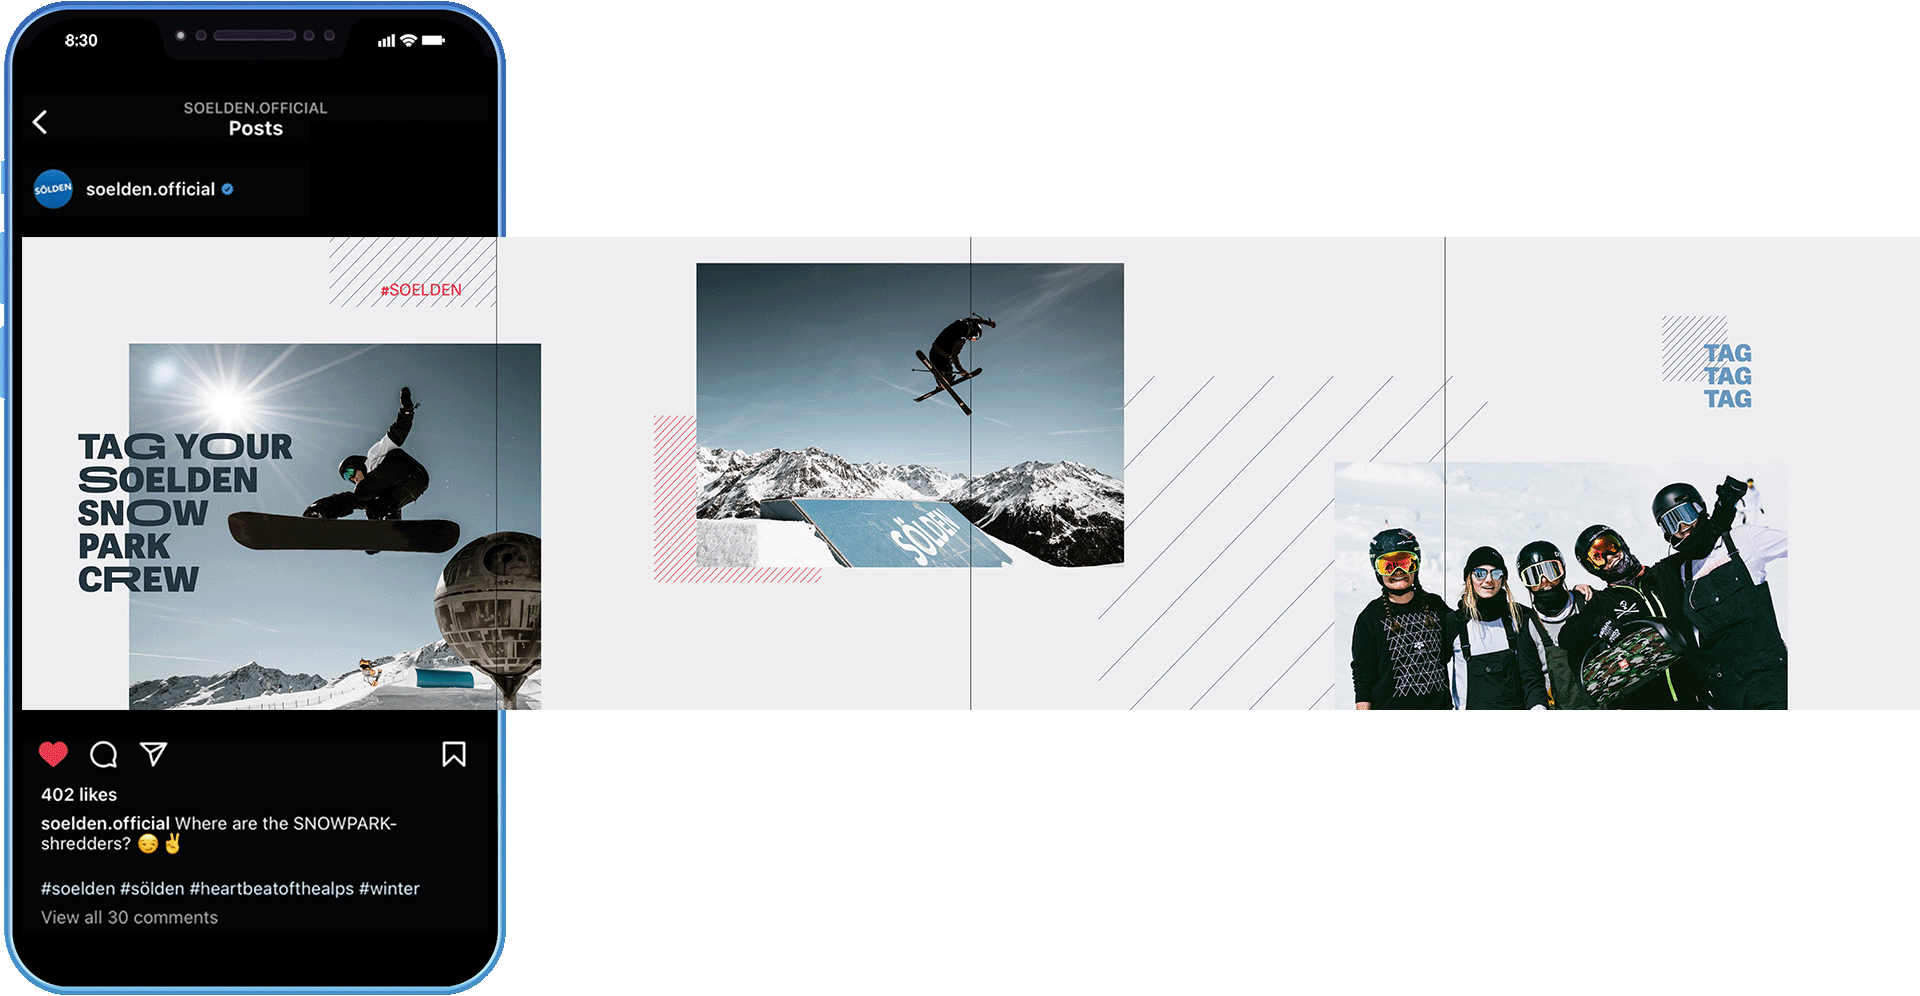 8:30
SOELDEN.OFFICIAL
Posts
SÖLDEN
soelden.official
#SOELDEN
TAG YOUR
SOELDEN
SNOW
PARK
CREW
SÖLDEN
TAG
TAG
TAG
402 likes
soelden.official Where are the SNOWPARK-
shredders? 😏✌️
#soelden #sölden #heartbeatofthealps #winter
View all 30 comments